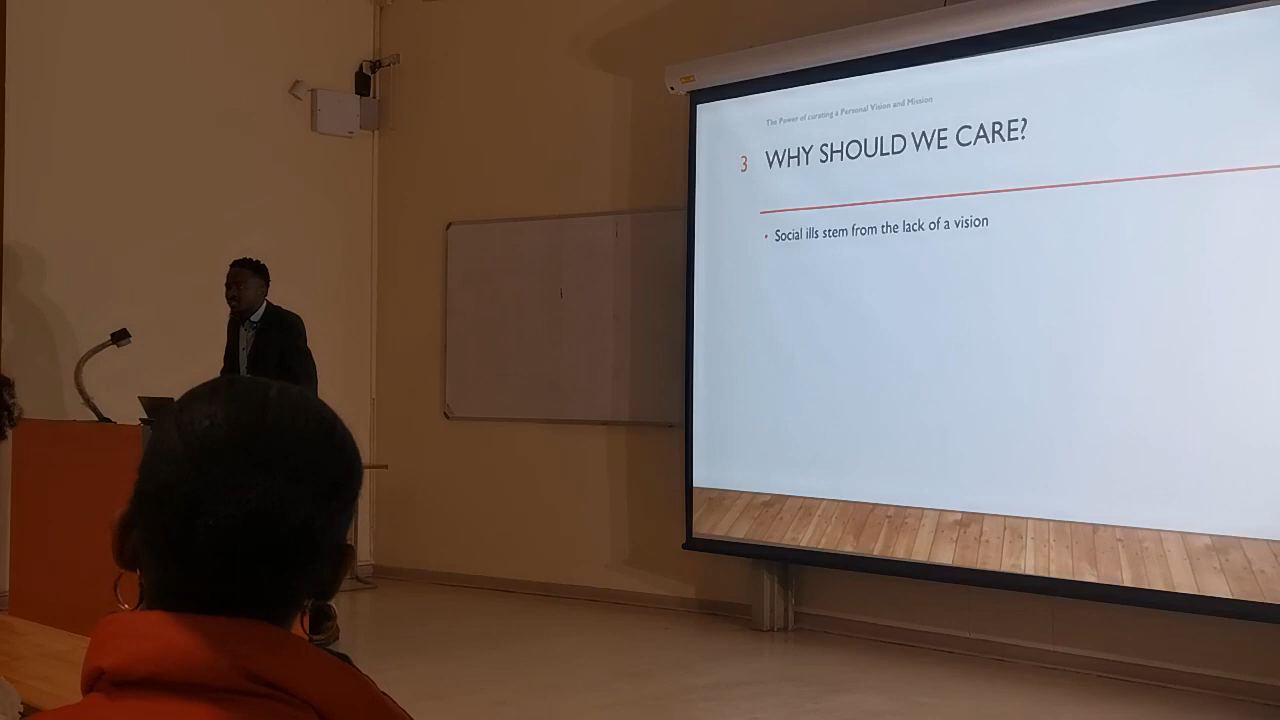 The Power of curating a Personal Vision and Mission
3 WHY SHOULD WE CARE?
• Social ills stem from the lack of a vision